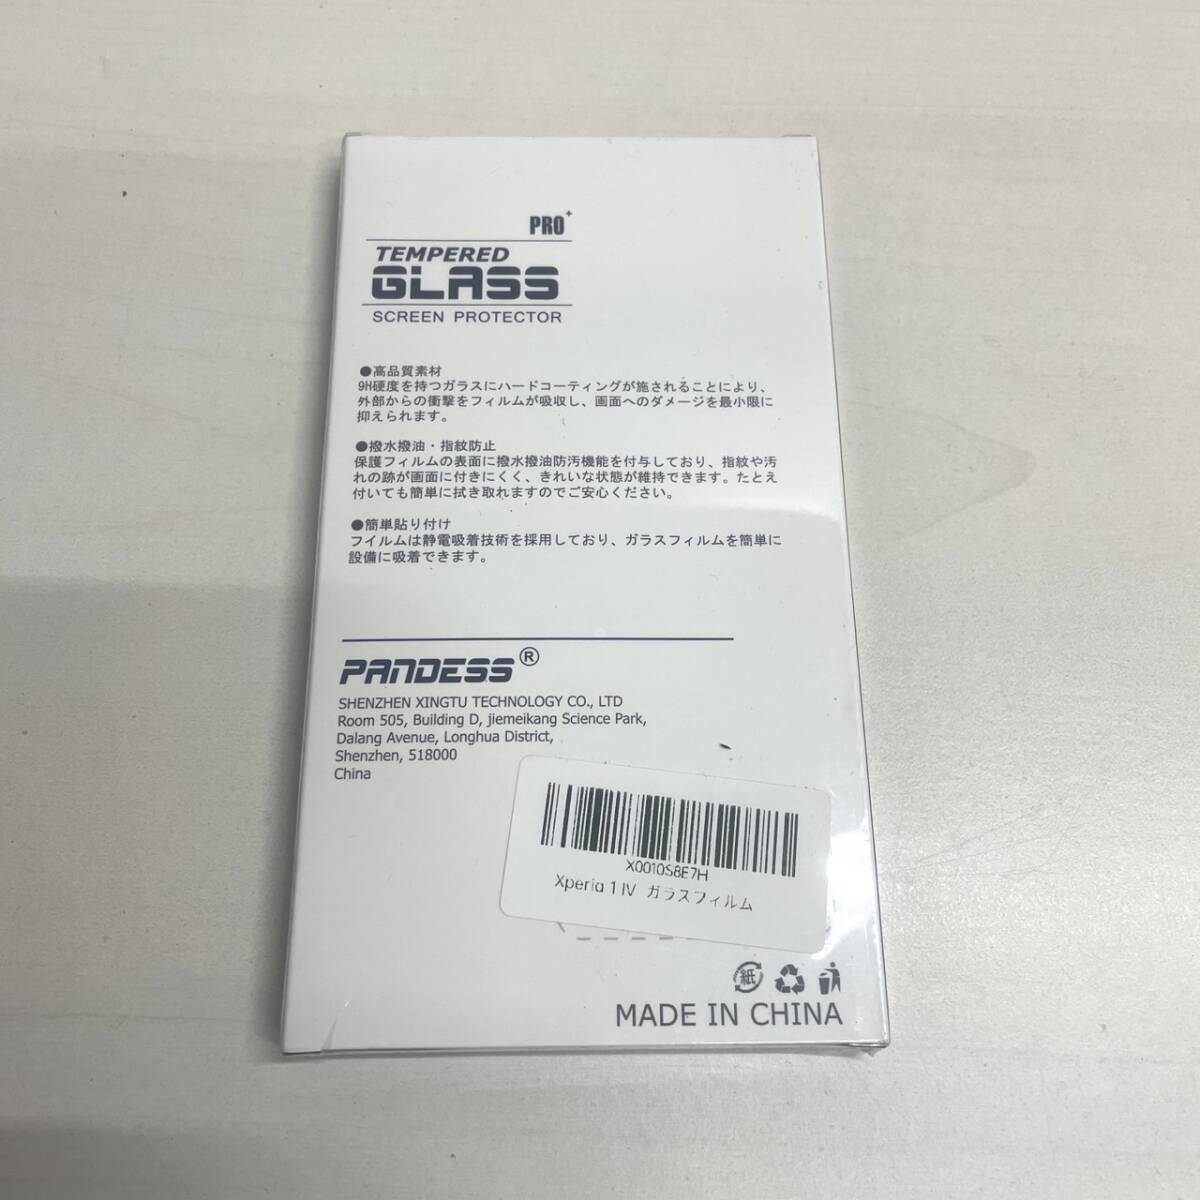 PRO+
TEMPERED
GLASS
SCREEN PROTECTOR
●高品質素材
9H硬度を持つガラスにハードコーティングが施されることにより、
外部からの衝撃をフィルムが吸収し、画面へのダメージを最小限に
抑えられます。
●撥水撥油・指紋防止
保護フィルムの表面に撥水撥油防汚機能を付与しており、指紋や汚
れの跡が画面に付きにくく、きれいな状態が維持できます。たとえ
付いても簡単に拭き取れますのでご安心ください。
●簡単貼り付け
フイルムは静電吸着技術を採用しており、ガラスフィルムを簡単に
設備に吸着できます。
PANDESS®
SHENZHEN XINGTU TECHNOLOGY CO., LTD
Room 505, Building D, jiemeikang Science Park,
Dalang Avenue, Longhua District,
Shenzhen, 518000
China
X0010S8E7H
Xperia 1 IV ガラスフィルム
紙
MADE IN CHINA